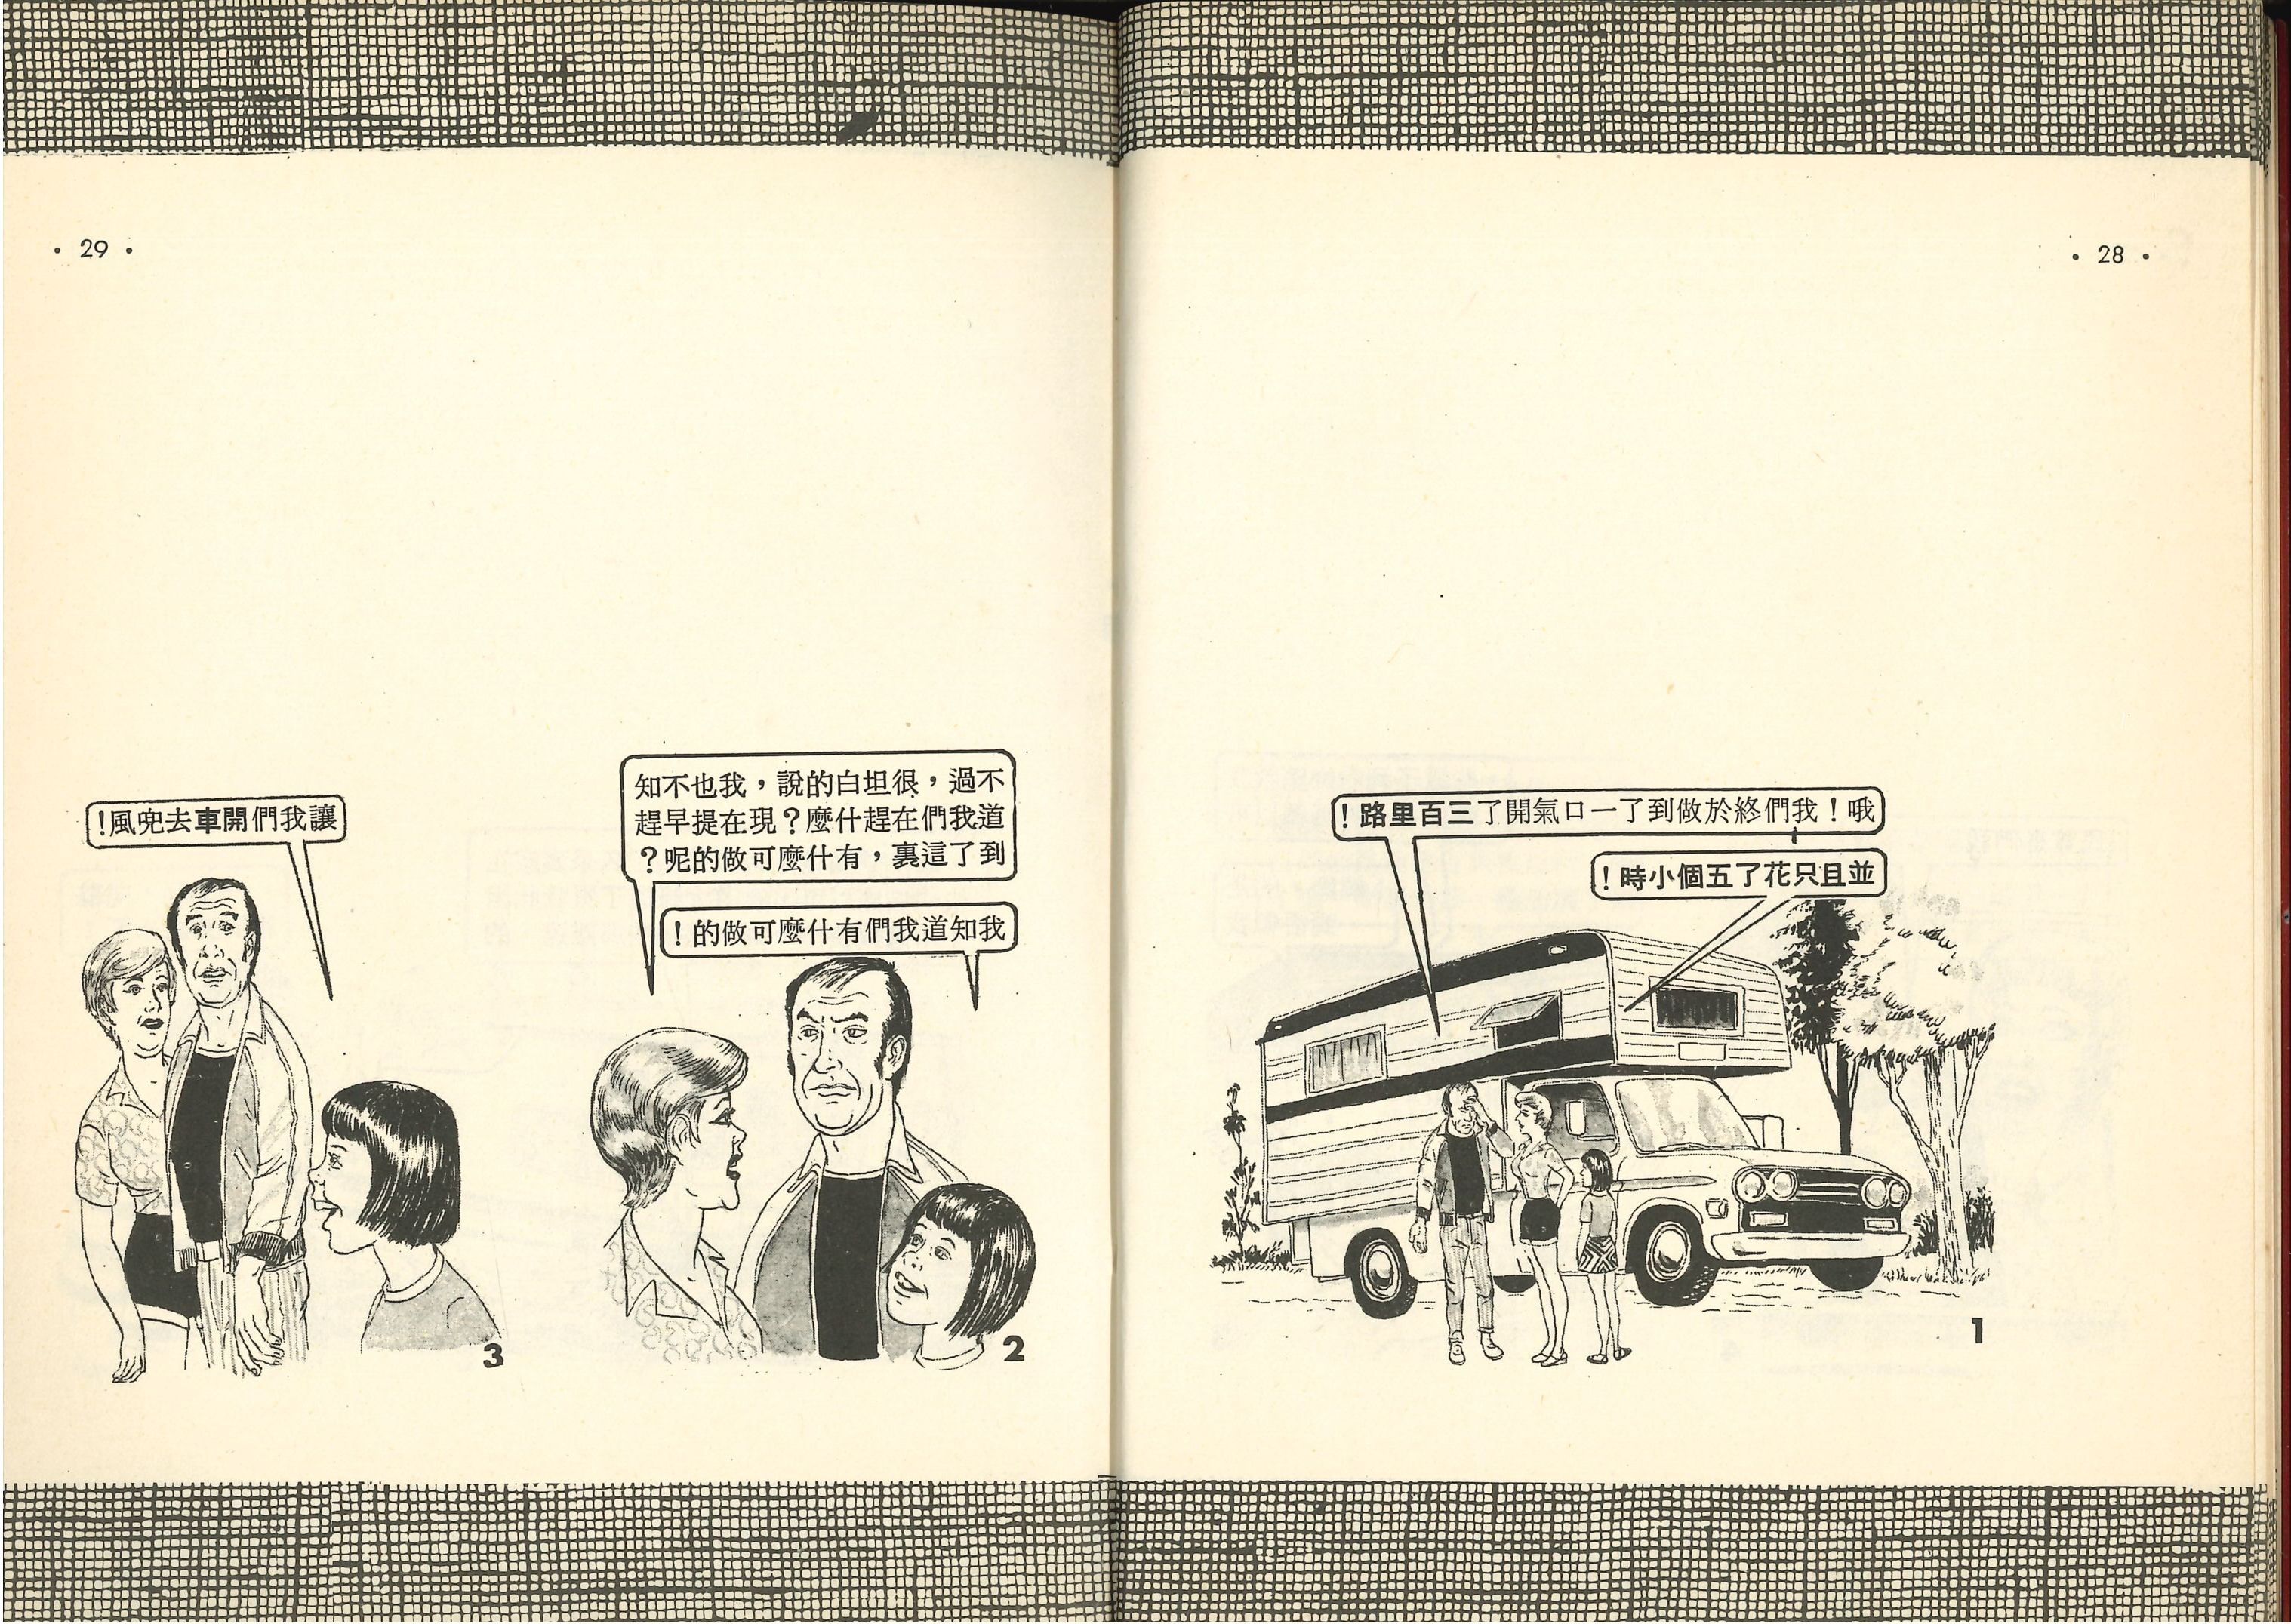 · 28 ·
哦！我們終於做到了一口氣開了三百里路！
並且只花了五個小時！
1
· 29 ·
不過，很坦白的說，我也不知
道我們在趕什麼？現在提早趕
到了這裏，有什麼可做的呢？
我知道我們有什麼可做的！
2
讓我們開車去兜風！
3